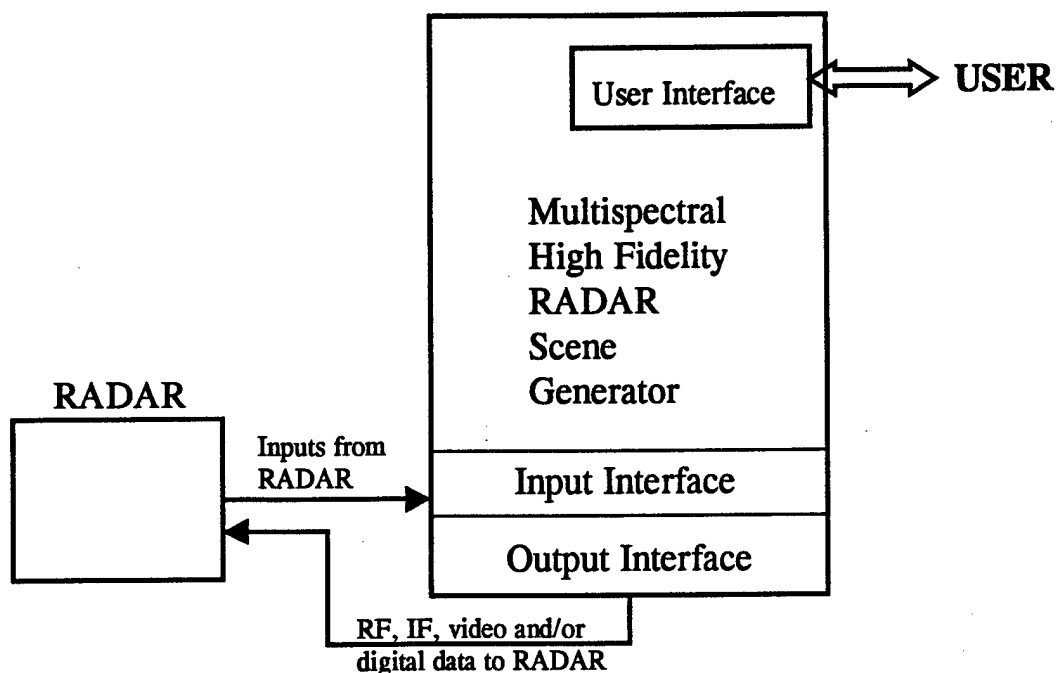 User Interface
USER
Multispectral
High Fidelity
RADAR
Scene
Generator
RADAR
Inputs from
RADAR
Input Interface
Output Interface
RF, IF, video and/or
digital data to RADAR